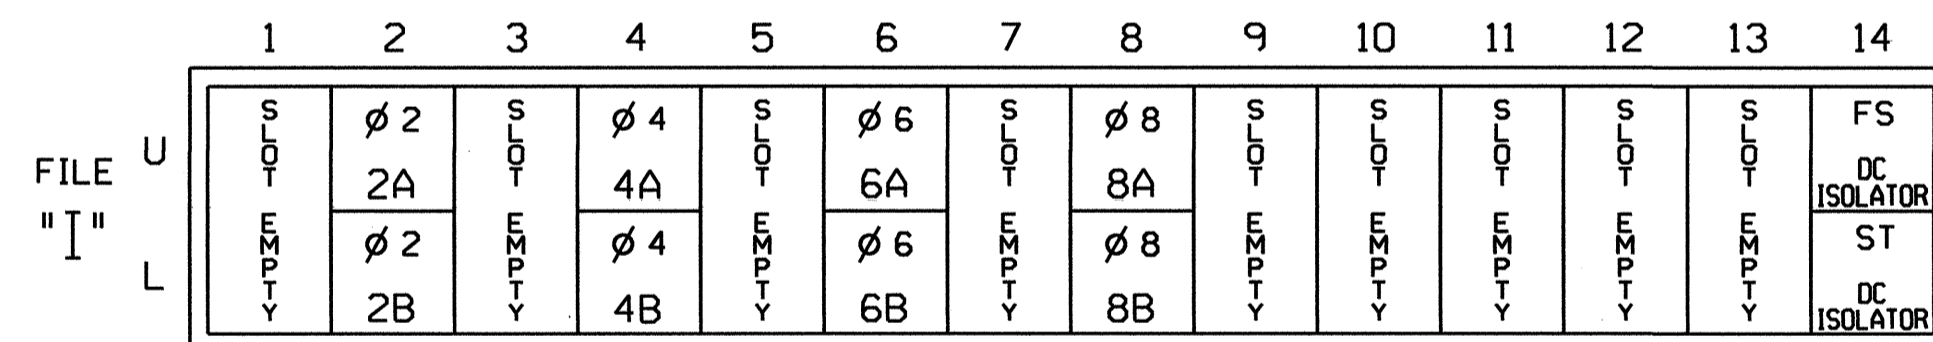 1 2 3 4 5 6 7 8 9 10 11 12 13 14
FILE "I"
U
L
SLOT EMPTY
Ø 2
2A
Ø 2
2B
SLOT EMPTY
Ø 4
4A
Ø 4
4B
SLOT EMPTY
Ø 6
6A
Ø 6
6B
SLOT EMPTY
Ø 8
8A
Ø 8
8B
SLOT EMPTY
SLOT EMPTY
SLOT EMPTY
SLOT EMPTY
SLOT EMPTY
FS
DC
ISOLATOR
ST
DC
ISOLATOR